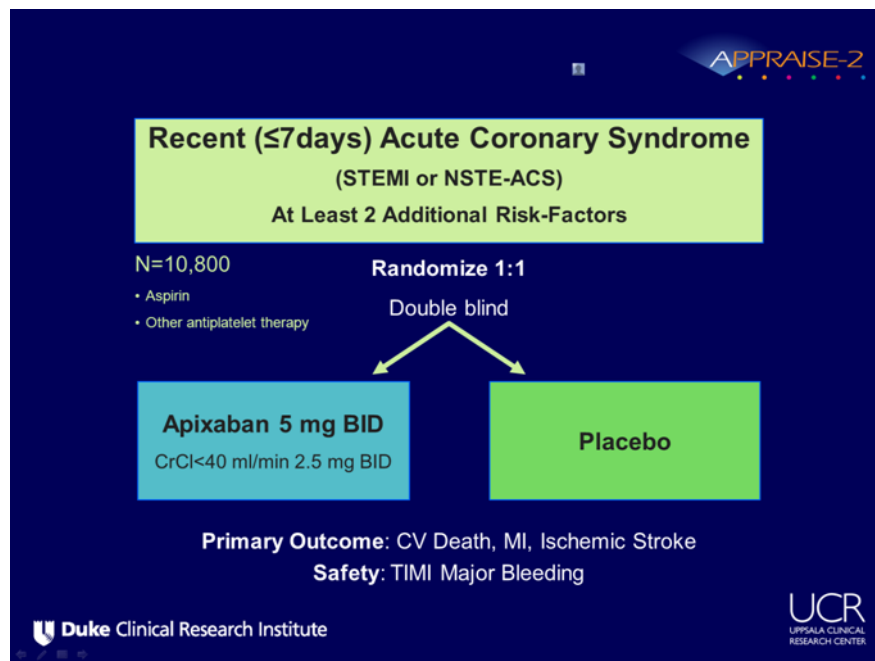 APPRAISE-2
Recent (≤7days) Acute Coronary Syndrome
(STEMI or NSTE-ACS)
At Least 2 Additional Risk-Factors
N=10,800
• Aspirin
• Other antiplatelet therapy
Randomize 1:1
Double blind
Apixaban 5 mg BID
CrCl<40 ml/min 2.5 mg BID
Placebo
Primary Outcome: CV Death, MI, Ischemic Stroke
Safety: TIMI Major Bleeding
Duke Clinical Research Institute
UCR
UPPSALA CLINICAL
RESEARCH CENTER